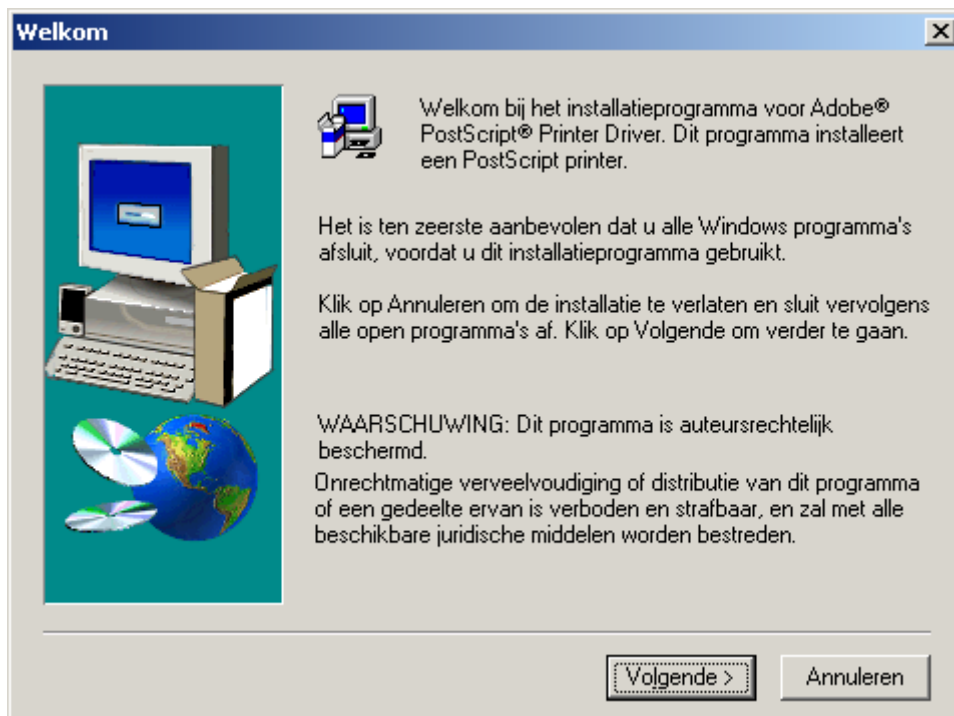 Welkom
Welkom bij het installatieprogramma voor Adobe®
PostScript® Printer Driver. Dit programma installeert
een PostScript printer.
Het is ten zeerste aanbevolen dat u alle Windows programma's
afsluit, voordat u dit installatieprogramma gebruikt.
Klik op Annuleren om de installatie te verlaten en sluit vervolgens
alle open programma's af. Klik op Volgende om verder te gaan.
WAARSCHUWING: Dit programma is auteursrechtelijk
beschermd.
Onrechtmatige verveelvoudiging of distributie van dit programma
of een gedeelte ervan is verboden en strafbaar, en zal met alle
beschikbare juridische middelen worden bestreden.
Volgende >
Annuleren